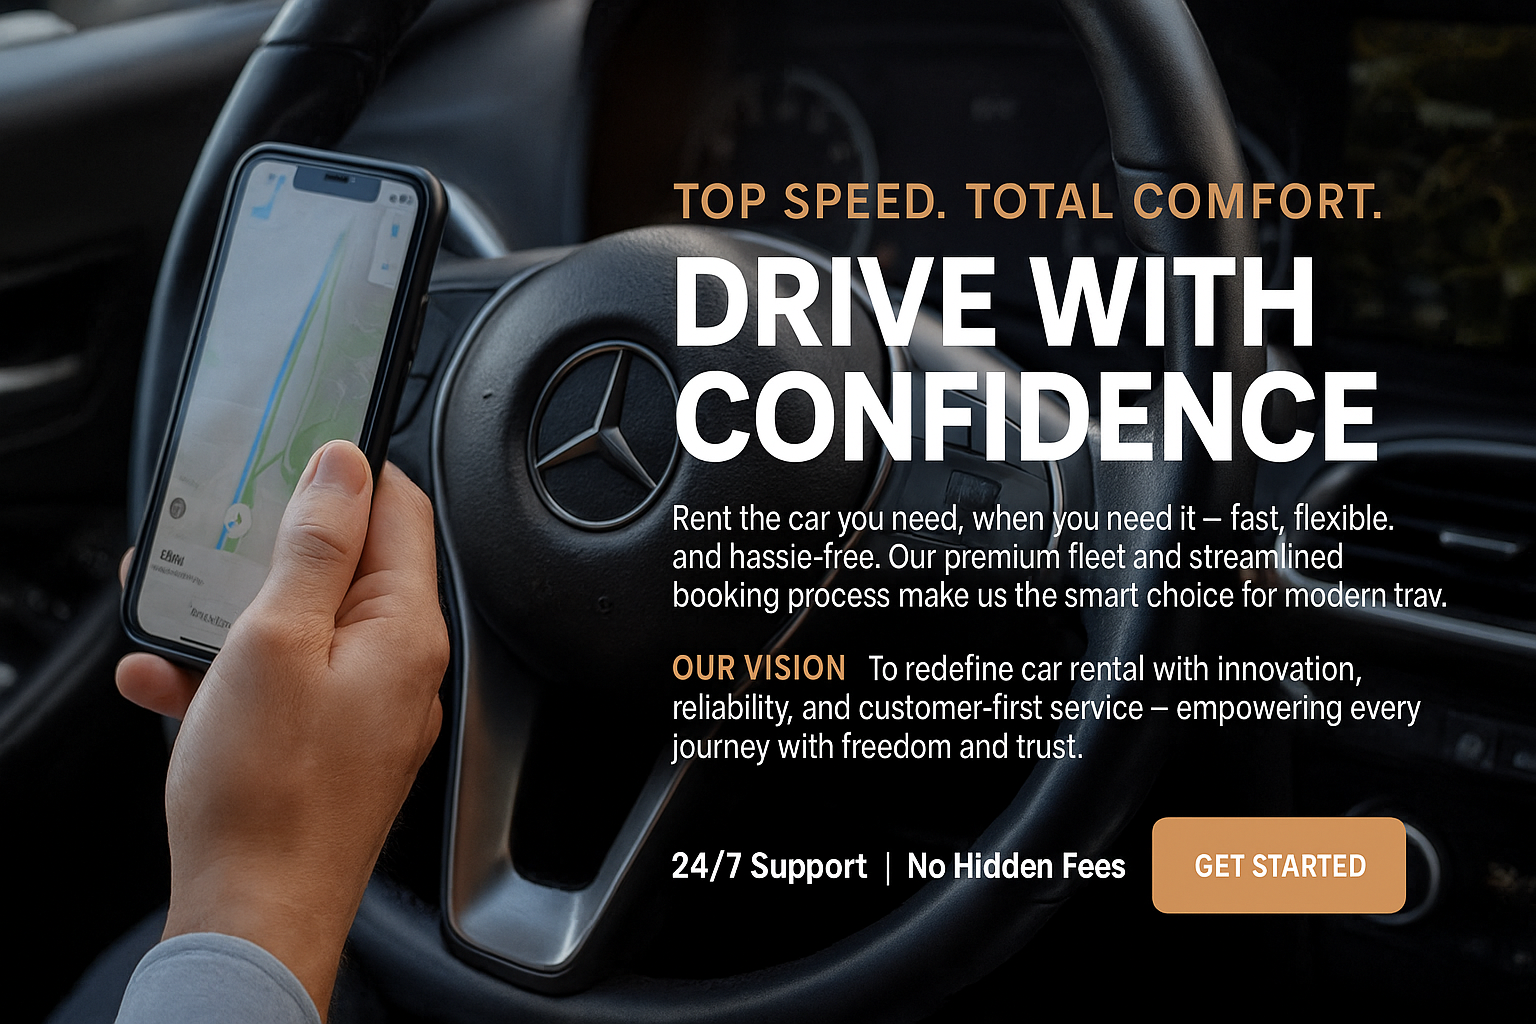 TOP SPEED. TOTAL COMFORT.
DRIVE WITH
CONFIDENCE
Rent the car you need, when you need it – fast, flexible.
and hassie-free. Our premium fleet and streamlined
booking process make us the smart choice for modern trav.
OUR VISION To redefine car rental with innovation,
reliability, and customer-first service – empowering every
journey with freedom and trust.
24/7 Support | No Hidden Fees
GET STARTED